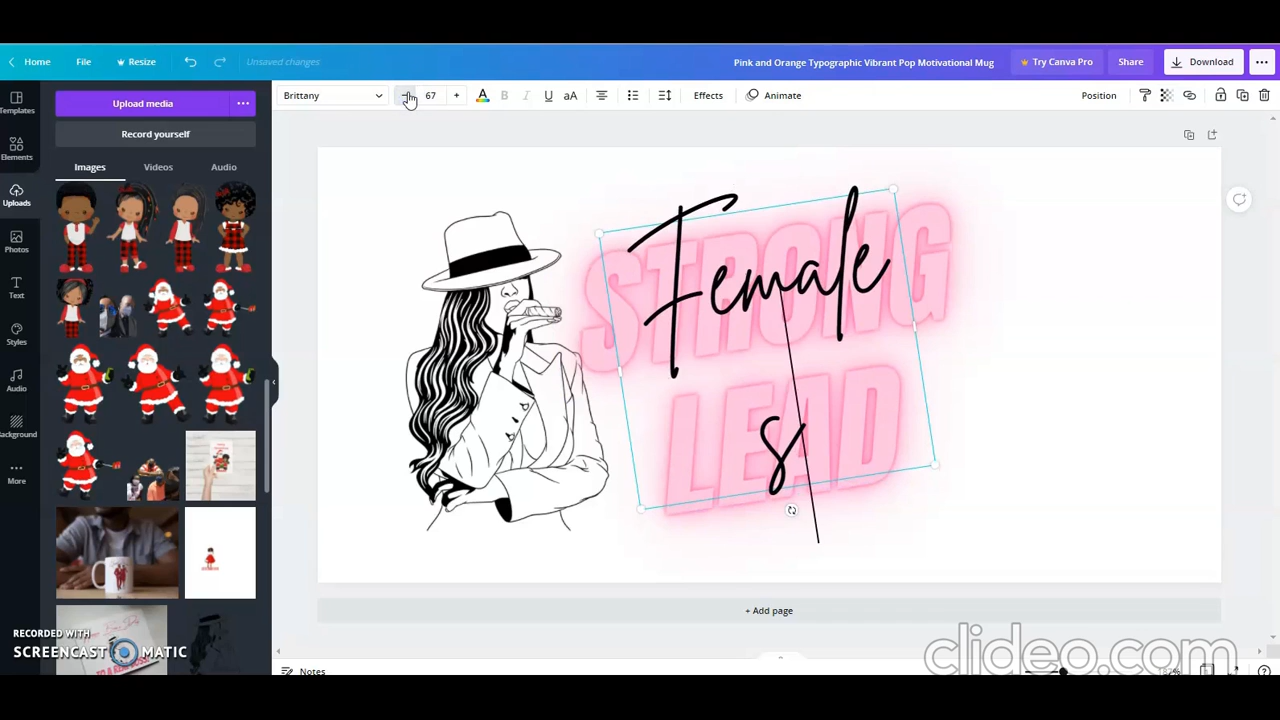 Home
File
Resize
Unsaved changes
Pink and Orange Typographic Vibrant Pop Motivational Mug
Try Canva Pro
Share
Download
Templates
Elements
Uploads
Photos
Text
Styles
Audio
Background
More
Upload media
Record yourself
Images
Videos
Audio
Brittany
67
A
B
I
U
aA
Effects
Animate
Position
STRONG
Female
LEAD
s
+ Add page
Notes
RECORDED WITH
SCREENCAST MATIC
clideo.com